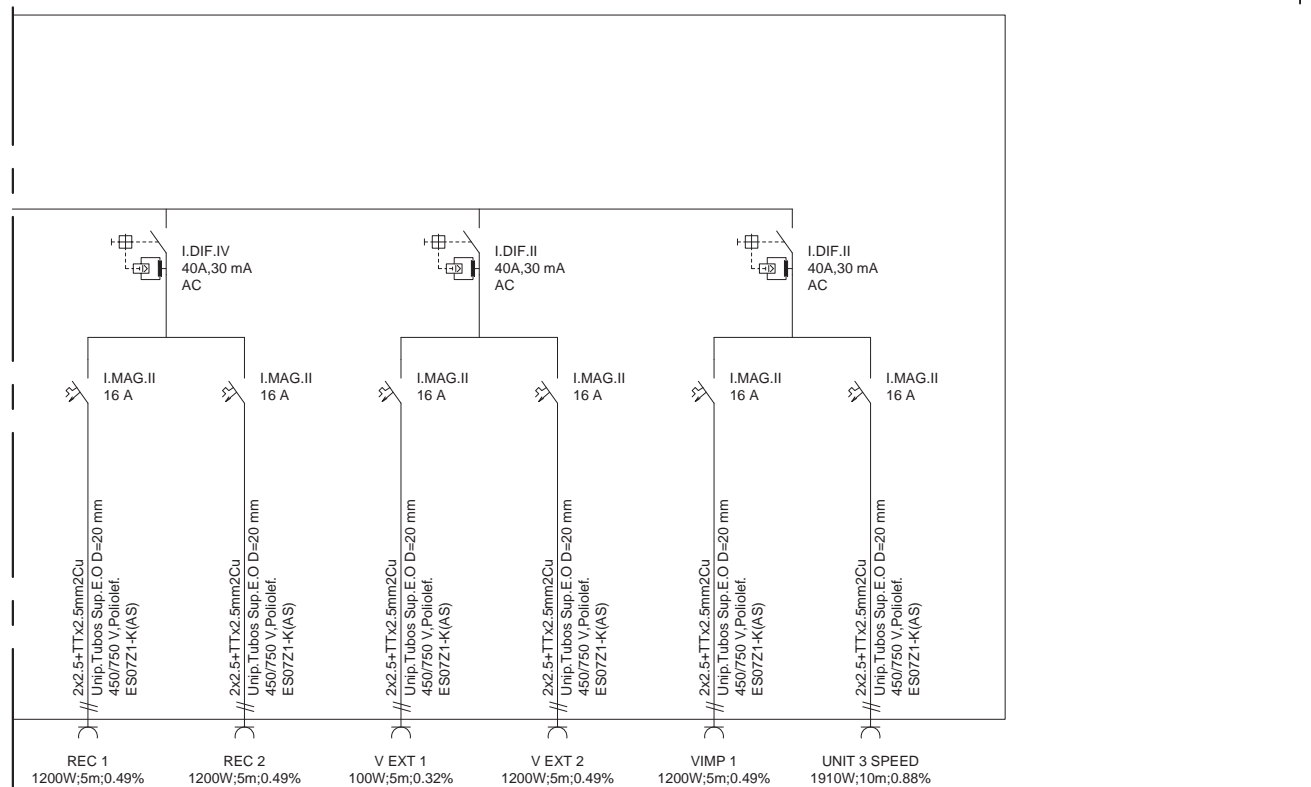 I.DIF.IV
40A,30 mA
AC
I.DIF.II
40A,30 mA
AC
I.DIF.II
40A,30 mA
AC
I.MAG.II
16 A
I.MAG.II
16 A
I.MAG.II
16 A
I.MAG.II
16 A
I.MAG.II
16 A
I.MAG.II
16 A
2x2.5+TTx2.5mm2Cu
Unip.Tubos Sup.E.O D=20 mm
450/750 V,Poliolef.
ES07Z1-K(AS)
2x2.5+TTx2.5mm2Cu
Unip.Tubos Sup.E.O D=20 mm
450/750 V,Poliolef.
ES07Z1-K(AS)
2x2.5+TTx2.5mm2Cu
Unip.Tubos Sup.E.O D=20 mm
450/750 V,Poliolef.
ES07Z1-K(AS)
2x2.5+TTx2.5mm2Cu
Unip.Tubos Sup.E.O D=20 mm
450/750 V,Poliolef.
ES07Z1-K(AS)
2x2.5+TTx2.5mm2Cu
Unip.Tubos Sup.E.O D=20 mm
450/750 V,Poliolef.
ES07Z1-K(AS)
2x2.5+TTx2.5mm2Cu
Unip.Tubos Sup.E.O D=20 mm
450/750 V,Poliolef.
ES07Z1-K(AS)
REC 1
1200W;5m;0.49%
REC 2
1200W;5m;0.49%
V EXT 1
100W;5m;0.32%
V EXT 2
1200W;5m;0.49%
VIMP 1
1200W;5m;0.49%
UNIT 3 SPEED
1910W;10m;0.88%